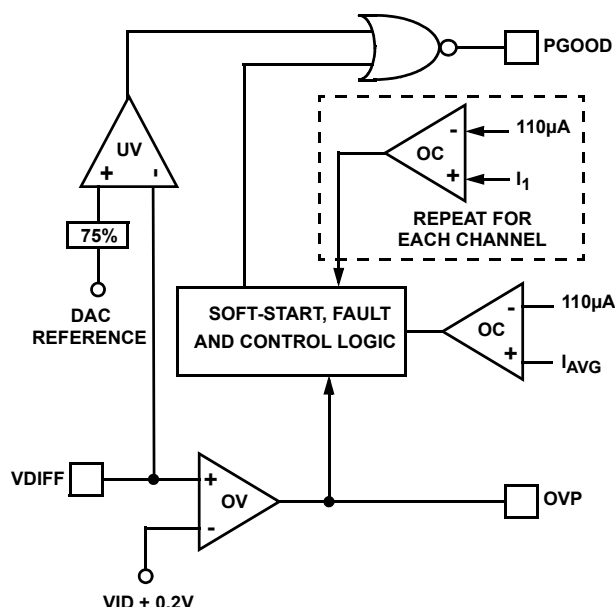 PGOOD
110µA
-
OC
+
I1
REPEAT FOR
EACH CHANNEL
UV
+ -
75%
DAC
REFERENCE
SOFT-START, FAULT
AND CONTROL LOGIC
110µA
-
OC
+
IAVG
VDIFF
+
OV
-
OVP
VID + 0.2V